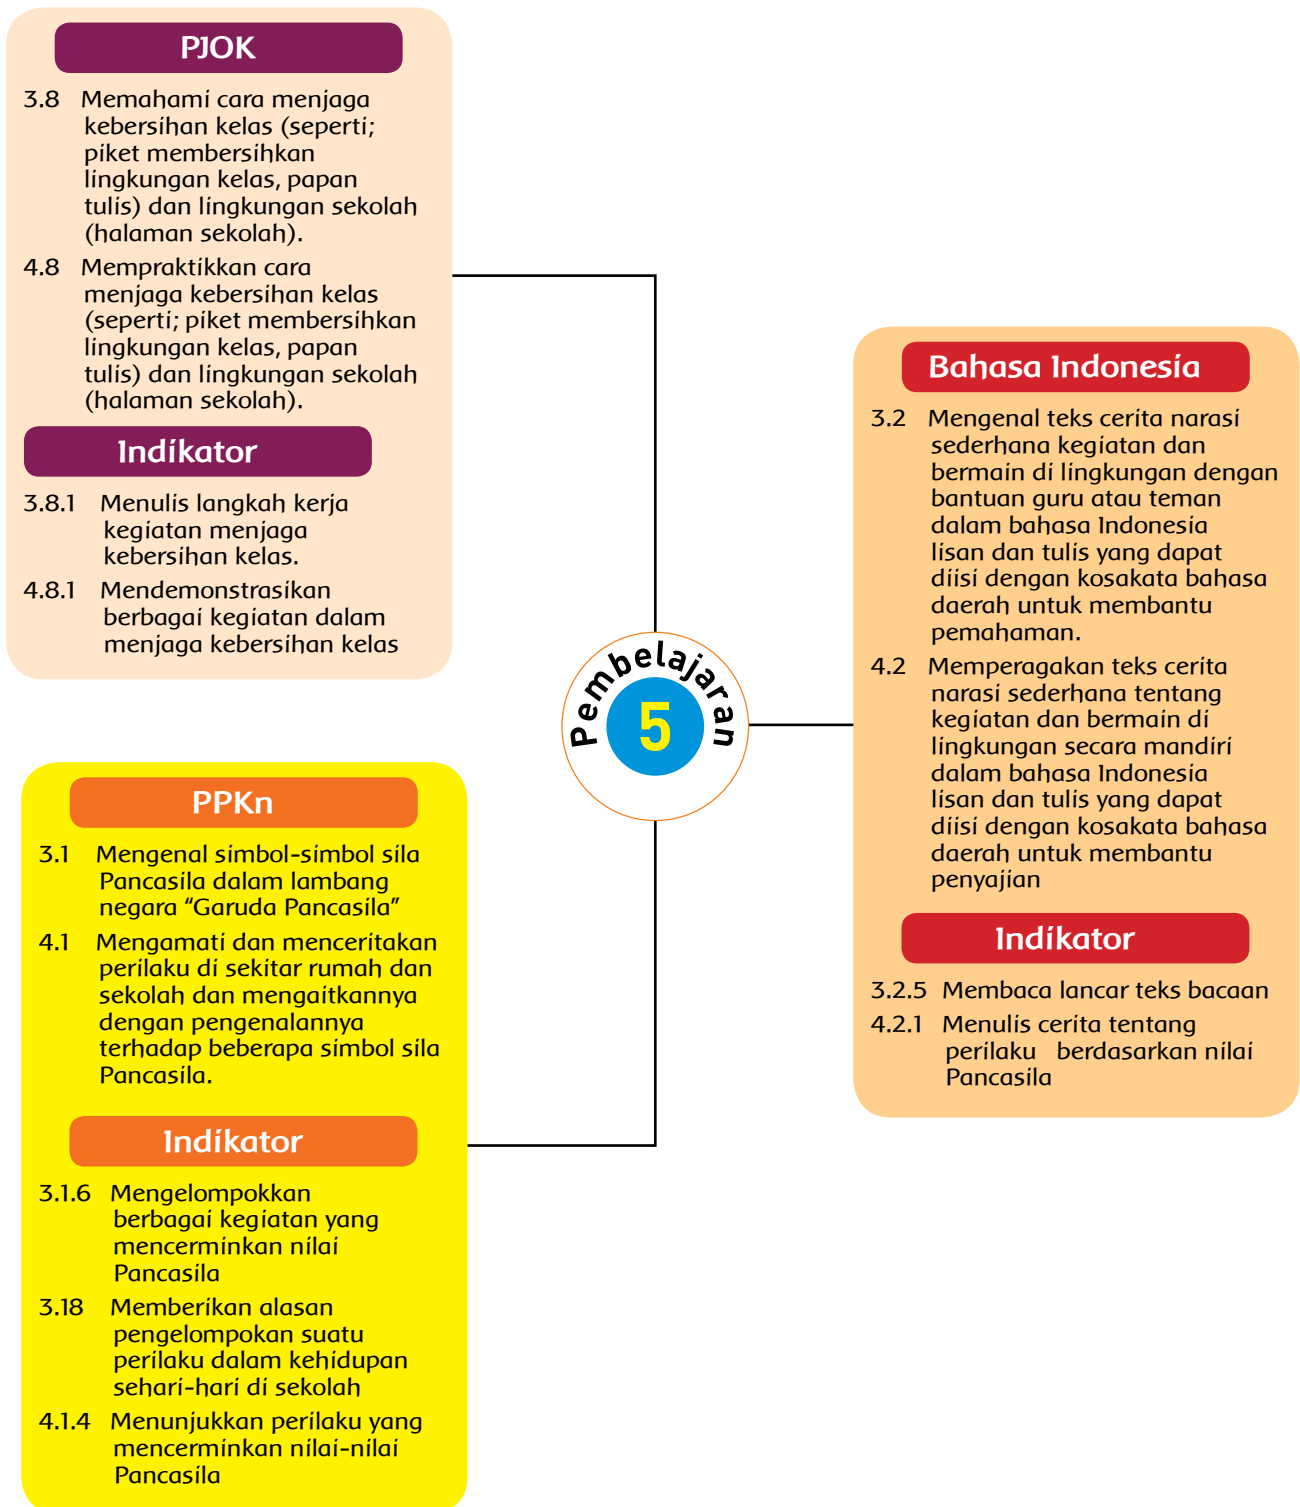 PJOK
3.8 Memahami cara menjaga
kebersihan kelas (seperti;
piket membersihkan
lingkungan kelas, papan
tulis) dan lingkungan sekolah
(halaman sekolah).
4.8 Mempraktikkan cara
menjaga kebersihan kelas
(seperti; piket membersihkan
lingkungan kelas, papan
tulis) dan lingkungan sekolah
(halaman sekolah).
Indikator
3.8.1 Menulis langkah kerja
kegiatan menjaga
kebersihan kelas.
4.8.1 Mendemonstrasikan
berbagai kegiatan dalam
menjaga kebersihan kelas
Pembelajaran
5
Bahasa Indonesia
3.2 Mengenal teks cerita narasi
sederhana kegiatan dan
bermain di lingkungan dengan
bantuan guru atau teman
dalam bahasa Indonesia
lisan dan tulis yang dapat
diisi dengan kosakata bahasa
daerah untuk membantu
pemahaman.
4.2 Memperagakan teks cerita
narasi sederhana tentang
kegiatan dan bermain di
lingkungan secara mandiri
dalam bahasa Indonesia
lisan dan tulis yang dapat
diisi dengan kosakata bahasa
daerah untuk membantu
penyajian
Indikator
3.2.5 Membaca lancar teks bacaan
4.2.1 Menulis cerita tentang
perilaku berdasarkan nilai
Pancasila
PPKn
3.1 Mengenal simbol-simbol sila
Pancasila dalam lambang
negara “Garuda Pancasila”
4.1 Mengamati dan menceritakan
perilaku di sekitar rumah dan
sekolah dan mengaitkannya
dengan pengenalannya
terhadap beberapa simbol sila
Pancasila.
Indikator
3.1.6 Mengelompokkan
berbagai kegiatan yang
mencerminkan nilai
Pancasila
3.18 Memberikan alasan
pengelompokan suatu
perilaku dalam kehidupan
sehari-hari di sekolah
4.1.4 Menunjukkan perilaku yang
mencerminkan nilai-nilai
Pancasila